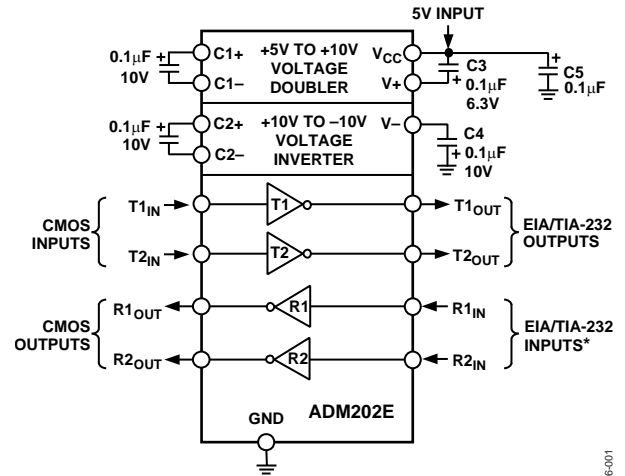 5V INPUT
0.1μF +
10V
C1+
C1–
+5V TO +10V
VOLTAGE
DOUBLER
VCC
V+
C3
+ 0.1μF
6.3V
+
C5
0.1μF
0.1μF +
10V
C2+
C2–
+10V TO –10V
VOLTAGE
INVERTER
V–
C4
+ 0.1μF
10V
CMOS
INPUTS
T1IN
T1
T1OUT
T2IN
T2
T2OUT
EIA/TIA-232
OUTPUTS
CMOS
OUTPUTS
R1OUT
R1
R1IN
R2OUT
R2
R2IN
EIA/TIA-232
INPUTS*
GND
ADM202E
6-001